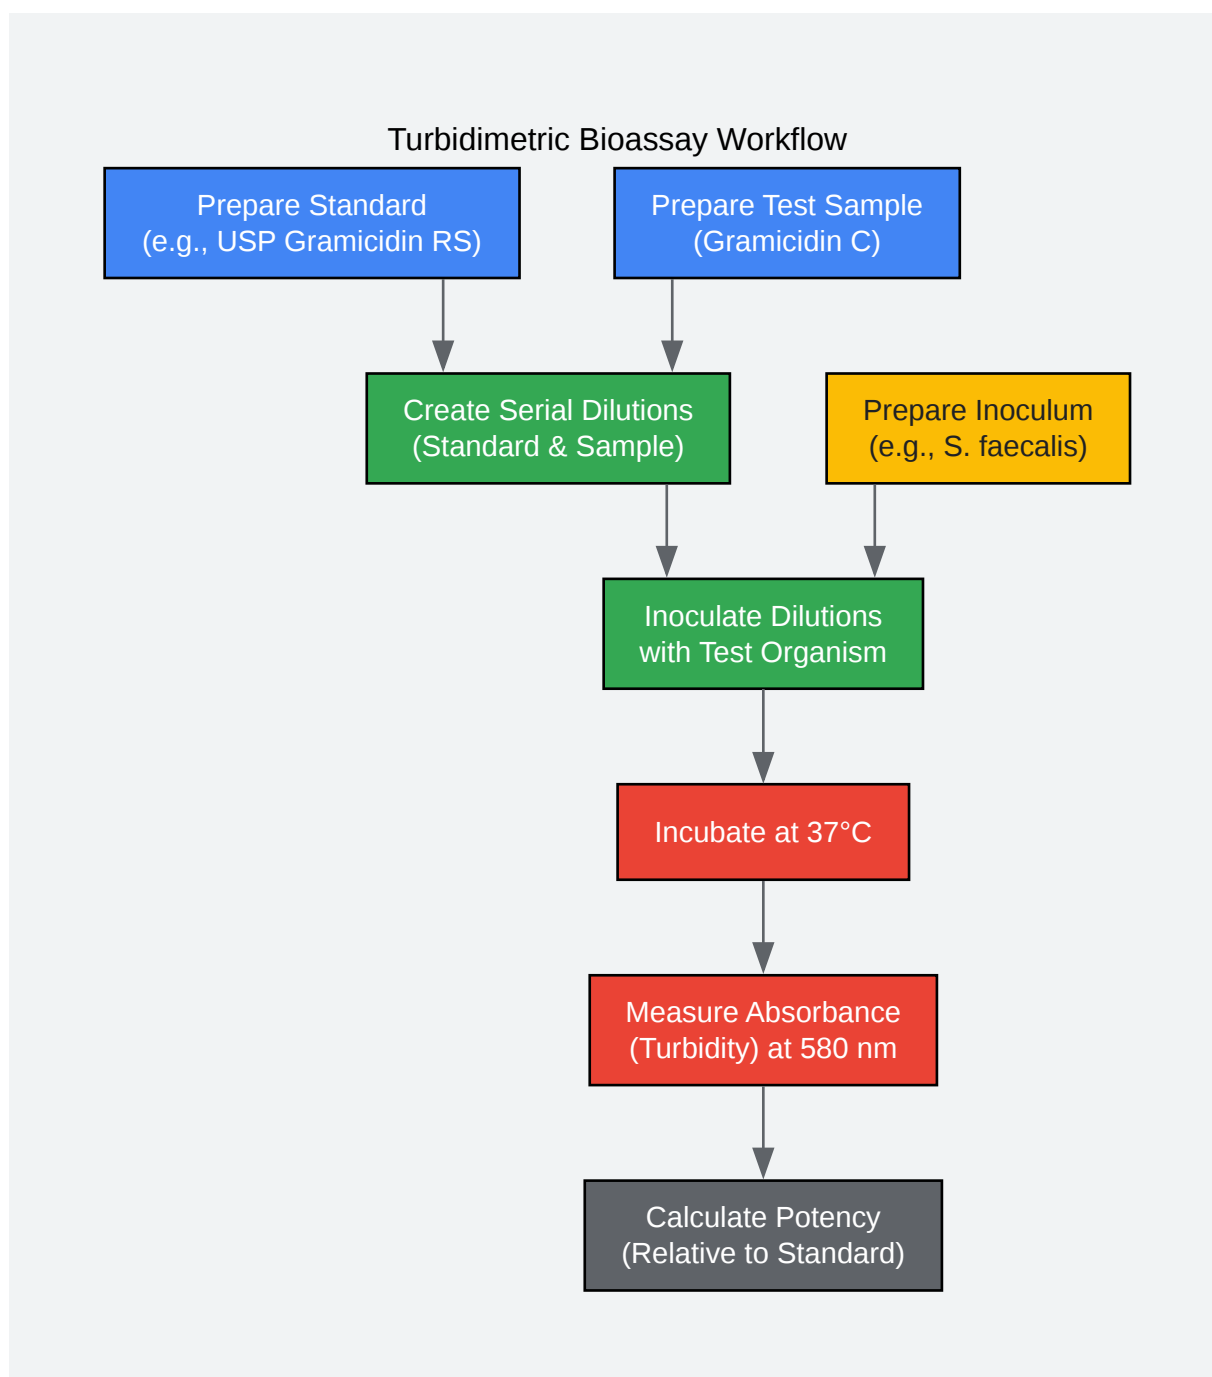 Turbidimetric Bioassay Workflow
Prepare Standard
(e.g., USP Gramicidin RS)
Prepare Test Sample
(Gramicidin C)
Create Serial Dilutions
(Standard & Sample)
Prepare Inoculum
(e.g., S. faecalis)
Inoculate Dilutions
with Test Organism
Incubate at 37°C
Measure Absorbance
(Turbidity) at 580 nm
Calculate Potency
(Relative to Standard)